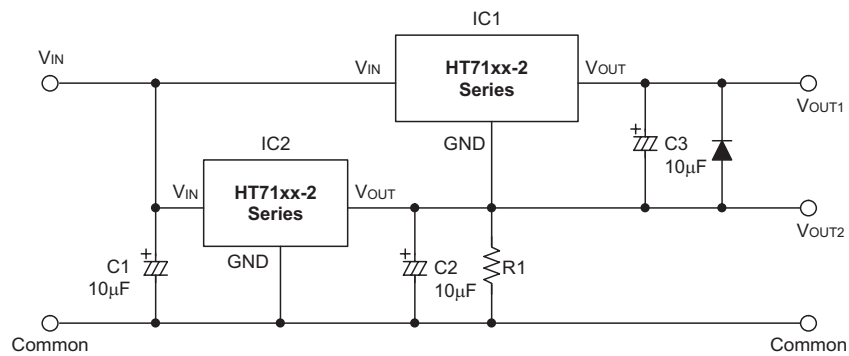 IC1
VIN
VIN
HT71xx-2
Series
VOUT
VOUT1
GND
C3
10µF
IC2
VIN
HT71xx-2
Series
VOUT
VOUT2
GND
C1
10µF
C2
10µF
R1
Common
Common